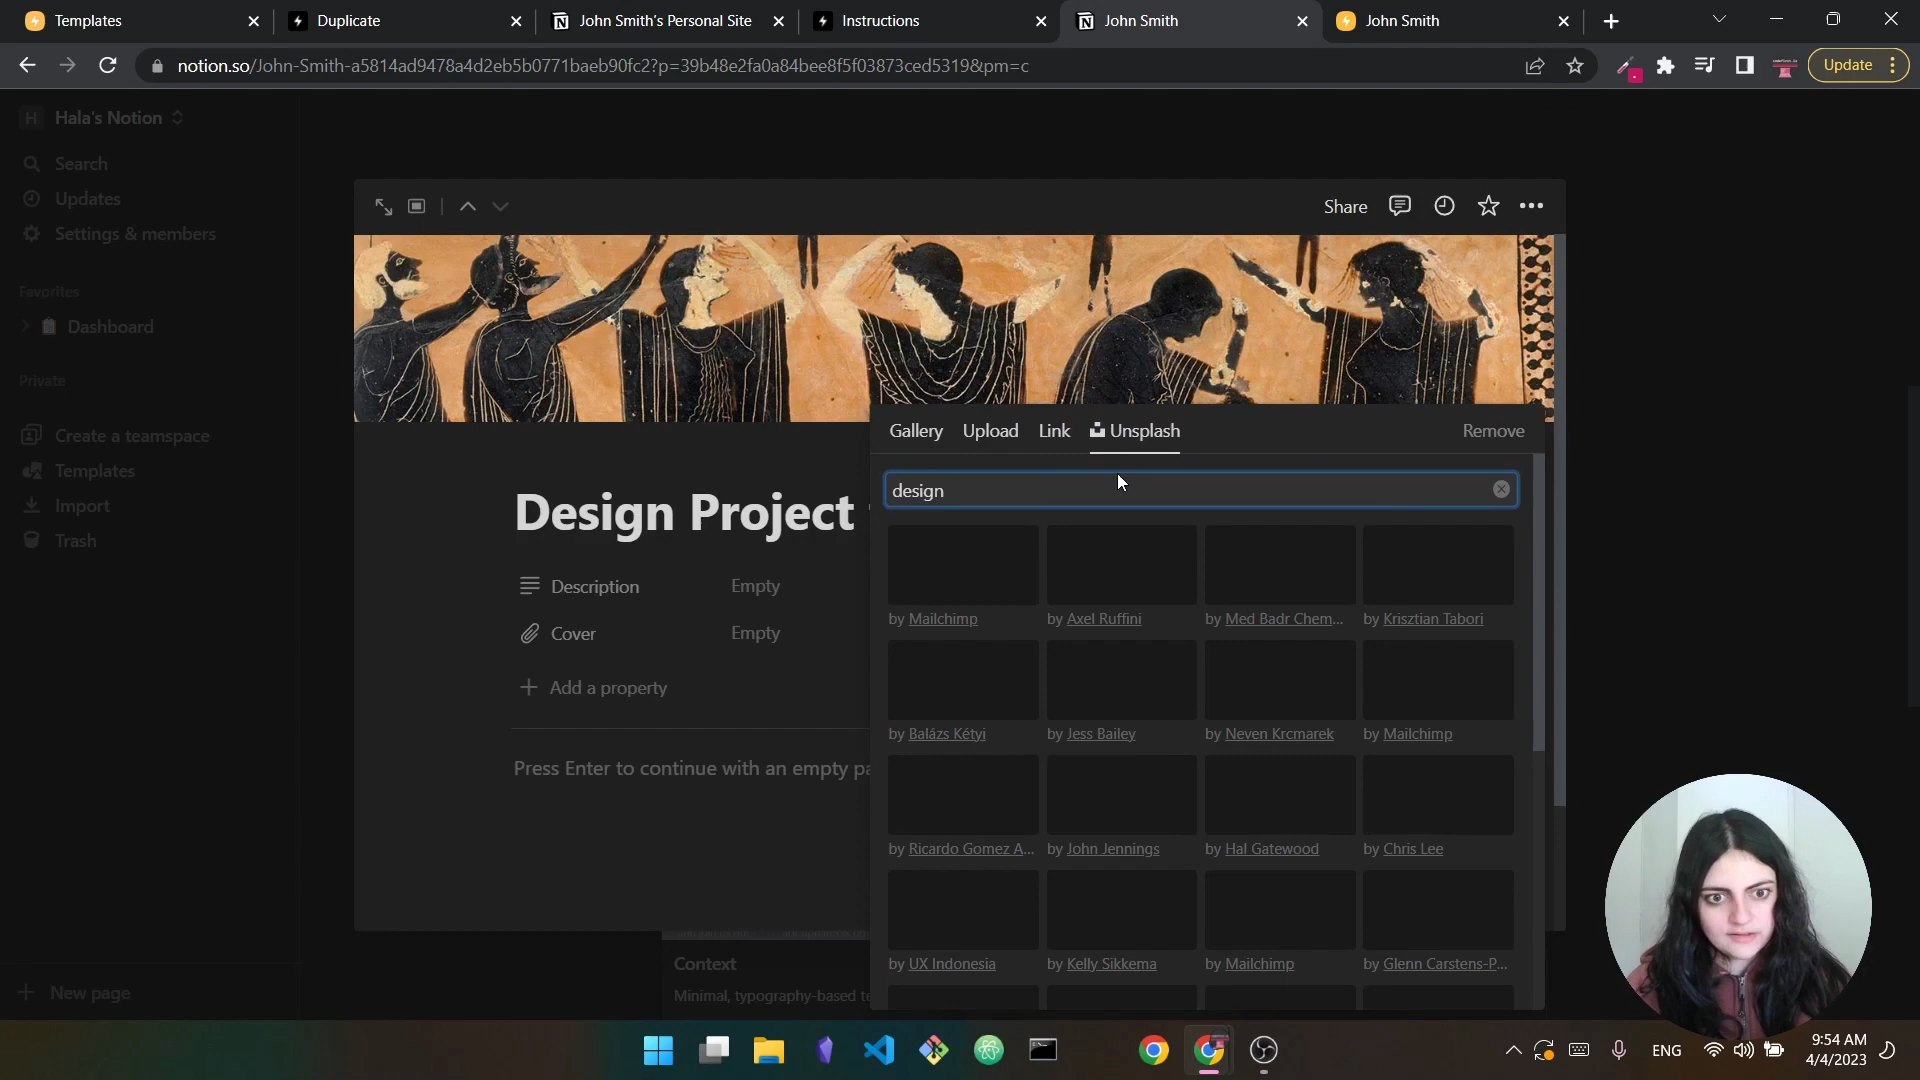 Templates
Duplicate
John Smith's Personal Site
Instructions
John Smith
John Smith
notion.so/John-Smith-a5814ad9478a4d2eb5b0771baeb90fc2?p=39b48e2fa0a84bee8f5f03873ced5319&pm=c
Update
H Hala's Notion
Search
Updates
Settings & members
Favorites
Dashboard
Private
Create a teamspace
Templates
Import
Trash
New page
Share
Design Project
Description Empty
Cover Empty
Add a property
Press Enter to continue with an empty pa
Gallery Upload Link Unsplash Remove
design
by Mailchimp by Axel Ruffini by Med Badr Chem... by Krisztian Tabori
by Balázs Kétyi by Jess Bailey by Neven Krcmarek by Mailchimp
by Ricardo Gomez A... by John Jennings by Hal Gatewood by Chris Lee
by UX Indonesia by Kelly Sikkema by Mailchimp by Glenn Carstens-P...
Context
Minimal, typography-based te
ENG
9:54 AM
4/4/2023